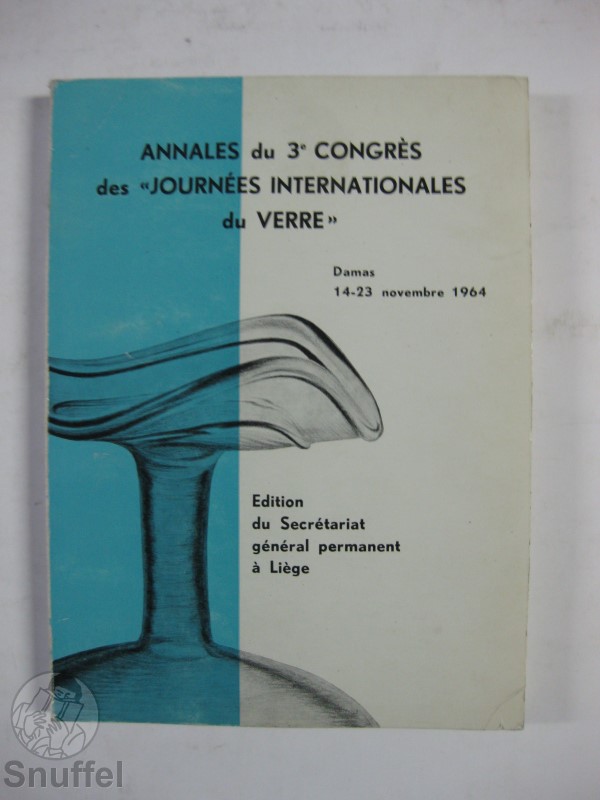 ANNALES du 3e CONGRÈS
des «JOURNÉES INTERNATIONALES
du VERRE»
Damas
14-23 novembre 1964
Edition
du Secrétariat
général permanent
à Liège
Snuffel